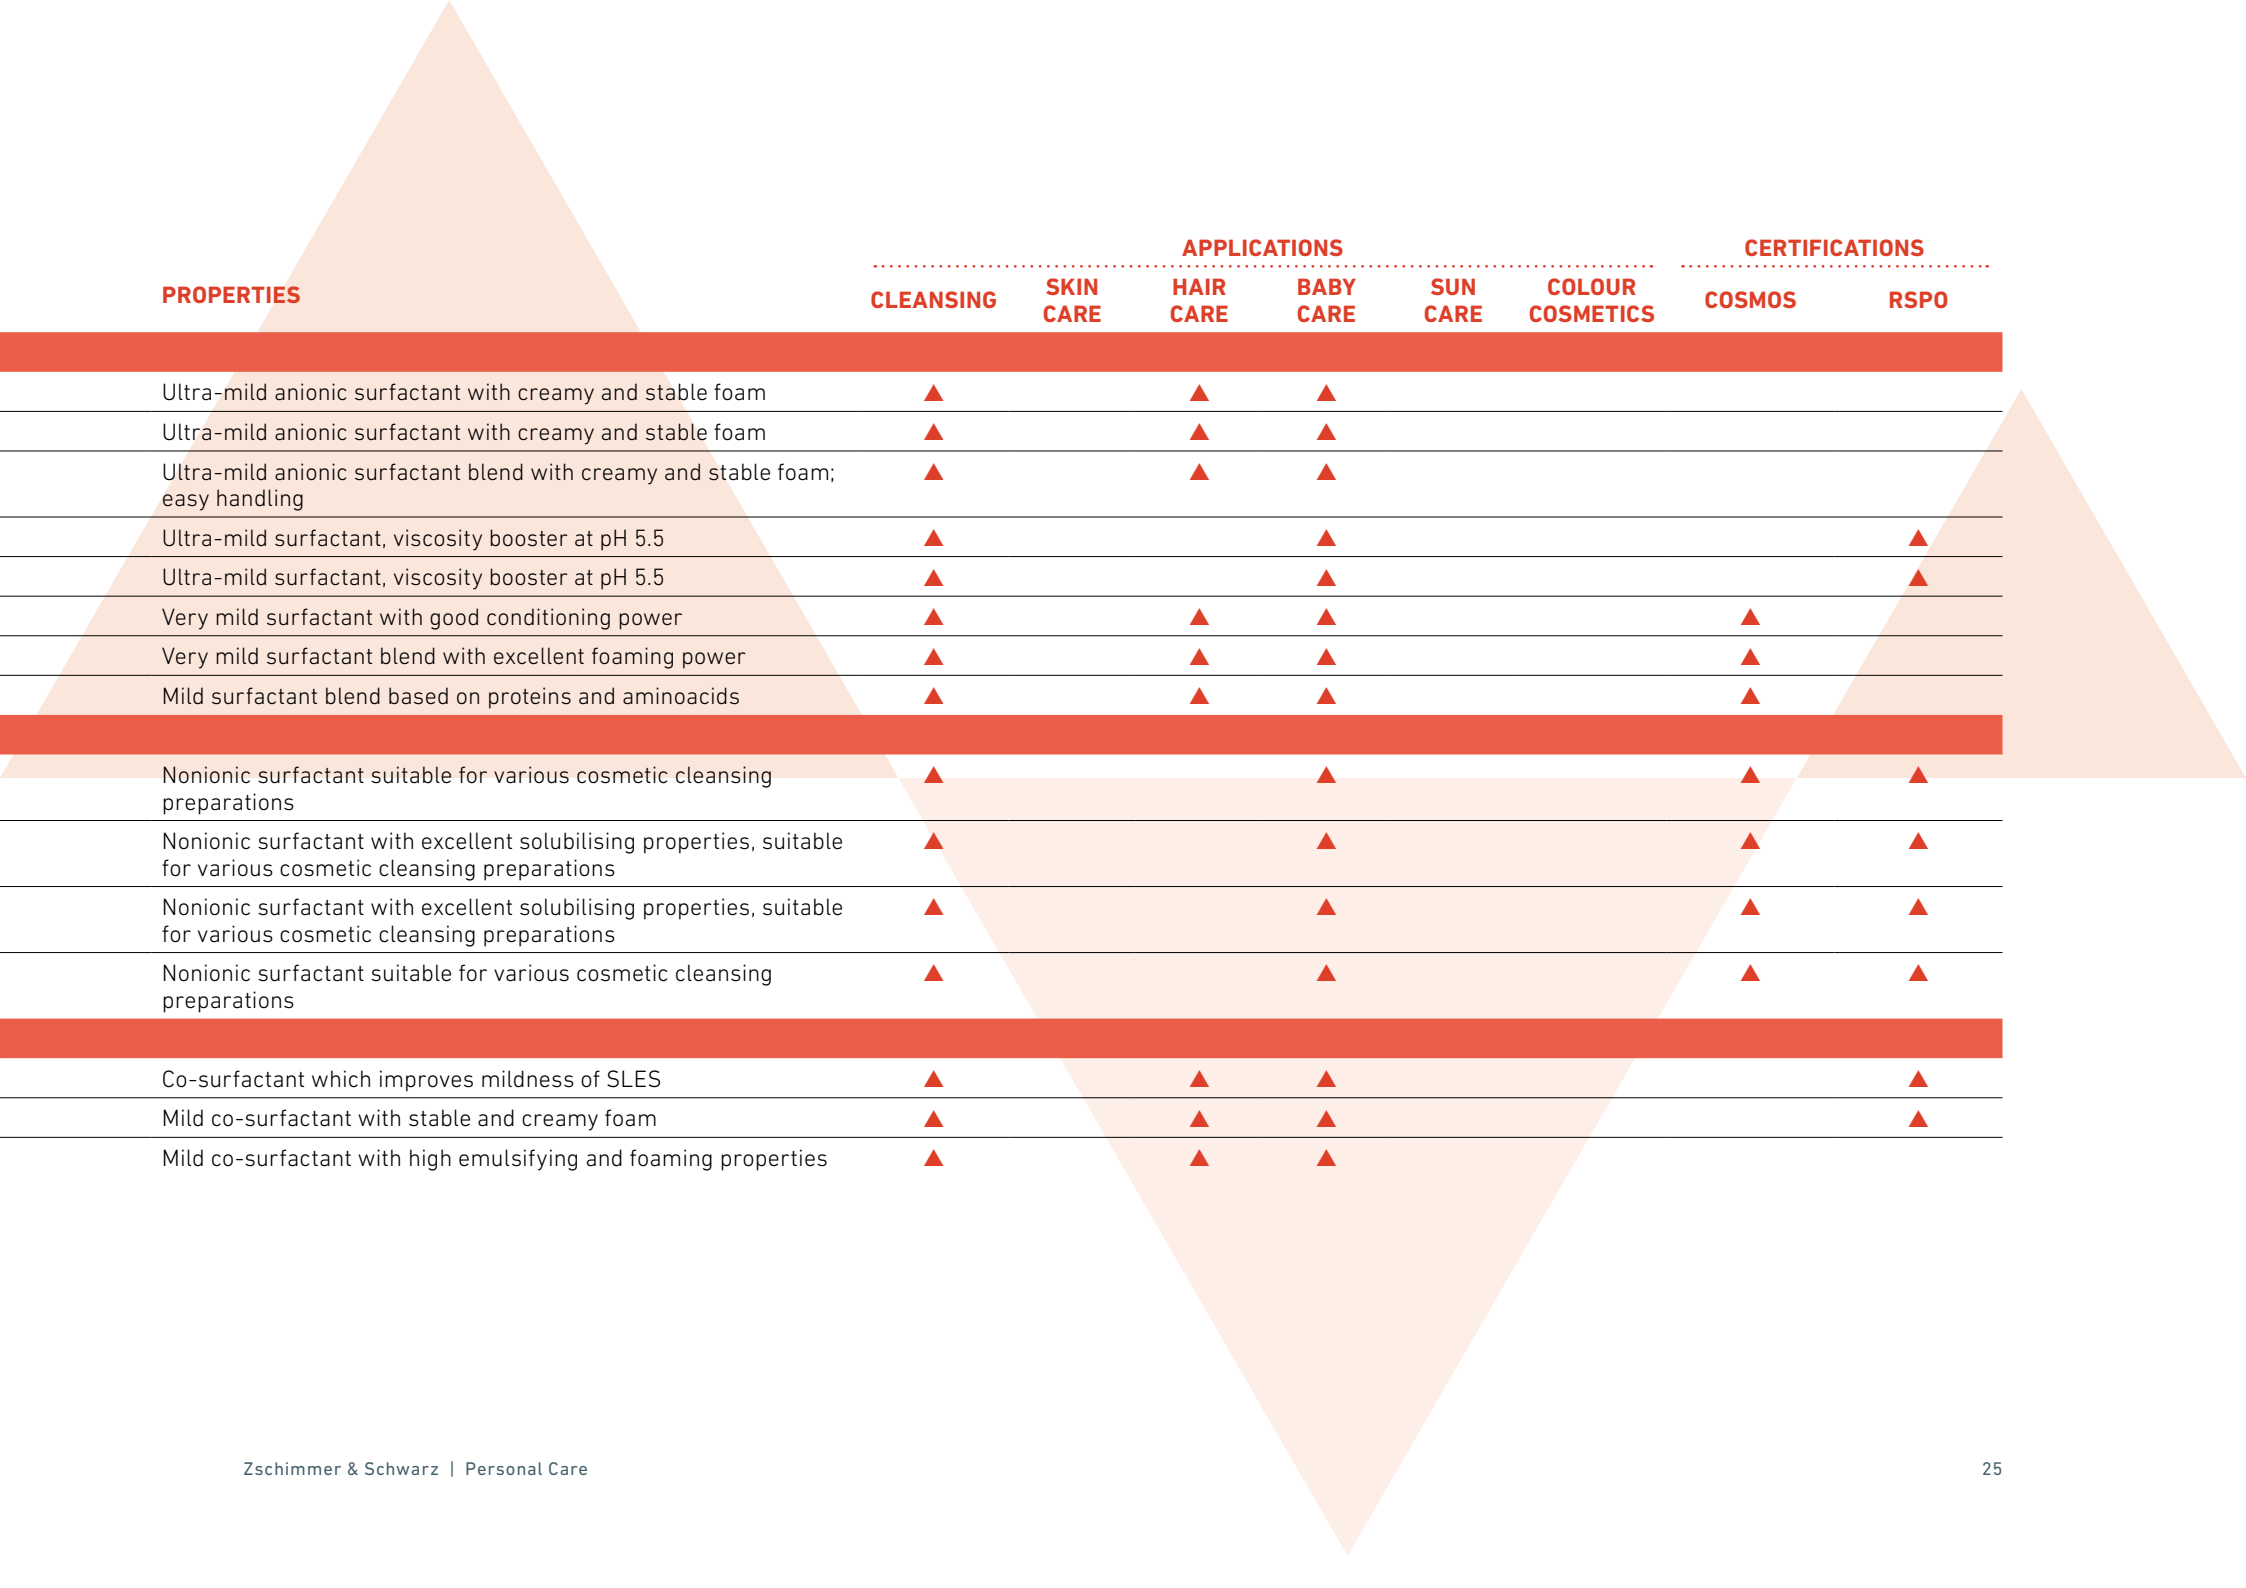 APPLICATIONS CERTIFICATIONS
PROPERTIES CLEANSING SKIN CARE HAIR CARE BABY CARE SUN CARE COLOUR COSMETICS COSMOS RSPO
Ultra-mild anionic surfactant with creamy and stable foam ▲ ▲ ▲
Ultra-mild anionic surfactant with creamy and stable foam ▲ ▲ ▲
Ultra-mild anionic surfactant blend with creamy and stable foam; ▲ ▲ ▲
easy handling
Ultra-mild surfactant, viscosity booster at pH 5.5 ▲ ▲ ▲
Ultra-mild surfactant, viscosity booster at pH 5.5 ▲ ▲ ▲
Very mild surfactant with good conditioning power ▲ ▲ ▲ ▲
Very mild surfactant blend with excellent foaming power ▲ ▲ ▲ ▲
Mild surfactant blend based on proteins and aminoacids ▲ ▲ ▲ ▲
Nonionic surfactant suitable for various cosmetic cleansing ▲ ▲ ▲ ▲
preparations
Nonionic surfactant with excellent solubilising properties, suitable ▲ ▲ ▲ ▲
for various cosmetic cleansing preparations
Nonionic surfactant with excellent solubilising properties, suitable ▲ ▲ ▲ ▲
for various cosmetic cleansing preparations
Nonionic surfactant suitable for various cosmetic cleansing ▲ ▲ ▲ ▲
preparations
Co-surfactant which improves mildness of SLES ▲ ▲ ▲ ▲
Mild co-surfactant with stable and creamy foam ▲ ▲ ▲ ▲
Mild co-surfactant with high emulsifying and foaming properties ▲ ▲ ▲
Zschimmer & Schwarz | Personal Care 25